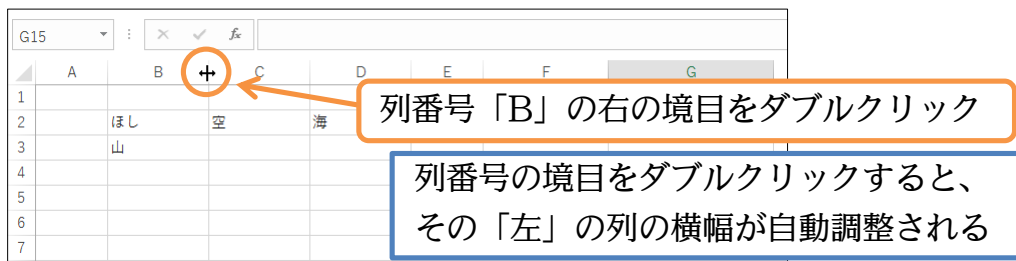 G15 fx
A B C D E F G
1
列番号「B」の右の境目をダブルクリック
2 ほし 空 海
3 山
列番号の境目をダブルクリックすると、
4
5
その「左」の列の横幅が自動調整される
6
7